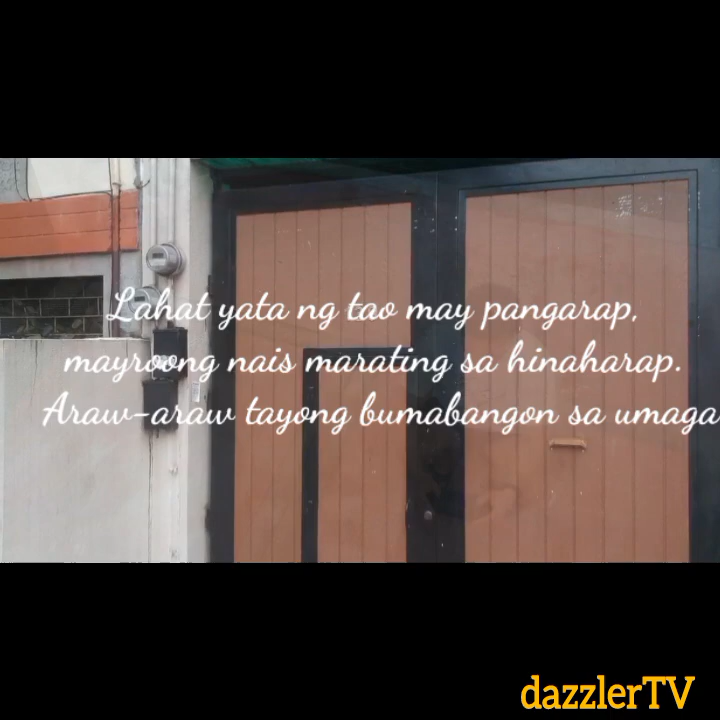 Lahat yata ng tao may pangarap,
mayroong nais marating sa hinaharap.
Araw-araw tayong bumabangon sa umaga
dazzlerTV